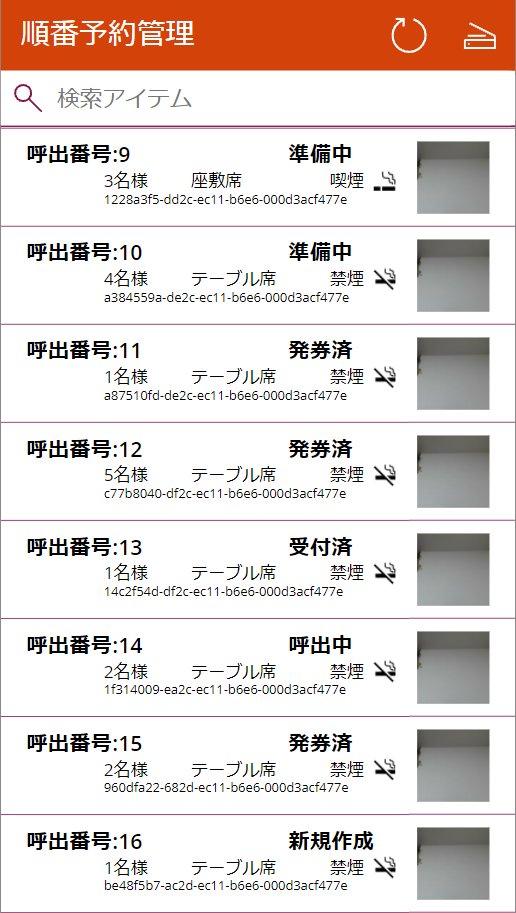 順番予約管理
検索アイテム
呼出番号:9 準備中
3名様 座敷席 喫煙
1228a3f5-dd2c-ec11-b6e6-000d3acf477e
呼出番号:10 準備中
4名様 テーブル席 禁煙
a384559a-de2c-ec11-b6e6-000d3acf477e
呼出番号:11 発券済
1名様 テーブル席 禁煙
a87510fd-de2c-ec11-b6e6-000d3acf477e
呼出番号:12 発券済
5名様 テーブル席 禁煙
c77b8040-df2c-ec11-b6e6-000d3acf477e
呼出番号:13 受付済
1名様 テーブル席 禁煙
14c2f54d-df2c-ec11-b6e6-000d3acf477e
呼出番号:14 呼出中
2名様 テーブル席 禁煙
1f314009-ea2c-ec11-b6e6-000d3acf477e
呼出番号:15 発券済
2名様 テーブル席 禁煙
960dfa22-682d-ec11-b6e6-000d3acf477e
呼出番号:16 新規作成
1名様 テーブル席 禁煙
be48f5b7-ac2d-ec11-b6e6-000d3acf477e